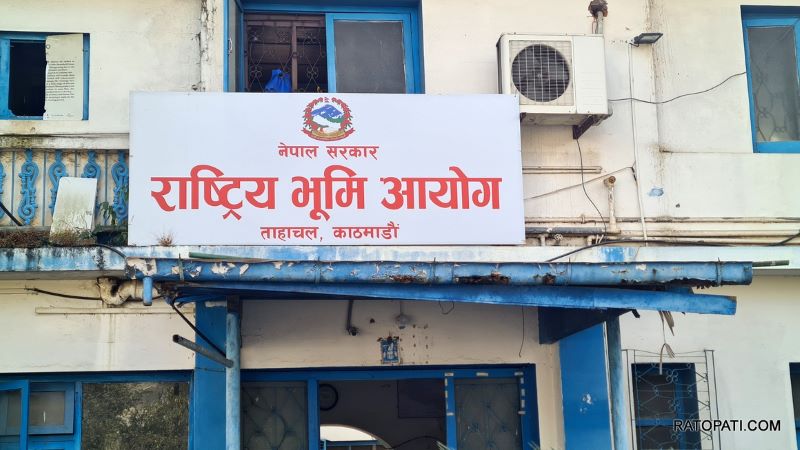 नेपाल सरकार
राष्ट्रिय भूमि आयोग
ताहाचल, काठमाडौं
RATOPATI.COM